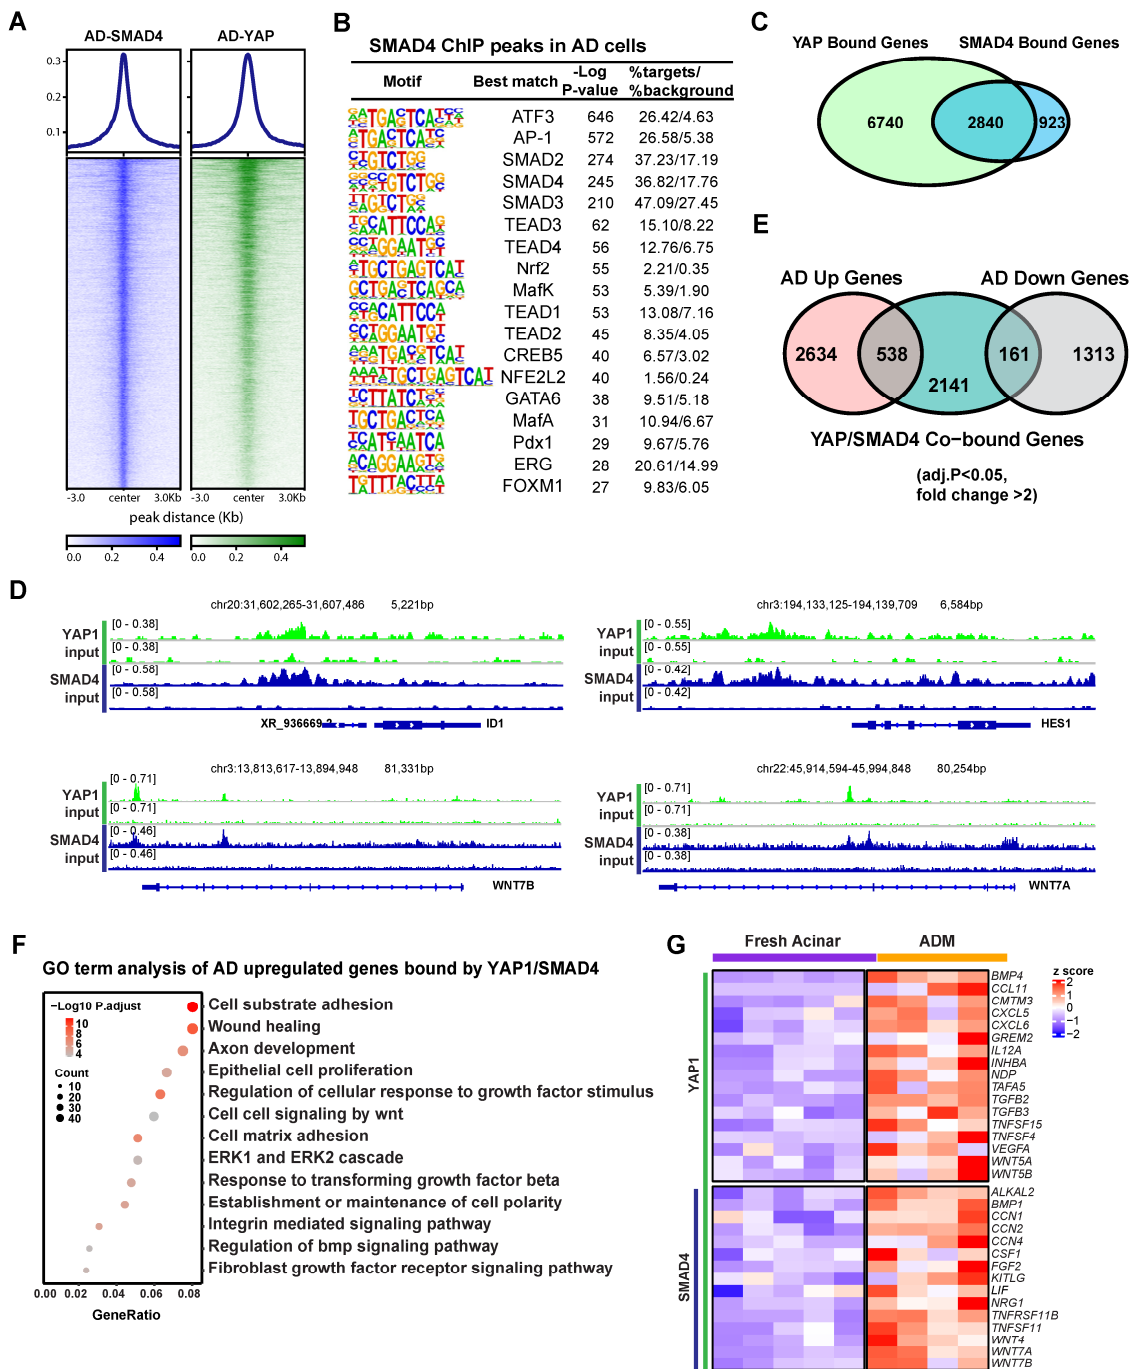 A
AD-SMAD4 AD-YAP
0.3
0.2
0.1
-3.0 center 3.0Kb -3.0 center 3.0Kb
peak distance (Kb)
0.0 0.2 0.4 0.0 0.2 0.4
B
SMAD4 ChIP peaks in AD cells
Motif Best match -Log P-value %targets/ %background
ATF3 646 26.42/4.63
AP-1 572 26.58/5.38
SMAD2 274 37.23/17.19
SMAD4 245 36.82/17.76
SMAD3 210 47.09/27.45
TEAD3 62 15.10/8.22
TEAD4 56 12.76/6.75
Nrf2 55 2.21/0.35
MafK 53 5.39/1.90
TEAD1 53 13.08/7.16
TEAD2 45 8.35/4.05
CREB5 40 6.57/3.02
NFE2L2 40 1.56/0.24
GATA6 38 9.51/5.18
MafA 31 10.94/6.67
Pdx1 29 9.67/5.76
ERG 28 20.61/14.99
FOXM1 27 9.83/6.05
C
YAP Bound Genes SMAD4 Bound Genes
6740 2840 923
E
AD Up Genes AD Down Genes
2634 538 2141 161 1313
YAP/SMAD4 Co-bound Genes
(adj.P<0.05,
fold change >2)
D
chr20:31,602,265-31,607,486 5,221bp
YAP1 [0 - 0.38]
input [0 - 0.38]
SMAD4 [0 - 0.58]
input [0 - 0.58]
XR_936669.2 ID1
chr3:194,133,125-194,139,709 6,584bp
YAP1 [0 - 0.55]
input [0 - 0.55]
SMAD4 [0 - 0.42]
input [0 - 0.42]
HES1
chr3:13,813,617-13,894,948 81,331bp
YAP1 [0 - 0.71]
input [0 - 0.71]
SMAD4 [0 - 0.46]
input [0 - 0.46]
WNT7B
chr22:45,914,594-45,994,848 80,254bp
YAP1 [0 - 0.71]
input [0 - 0.71]
SMAD4 [0 - 0.38]
input [0 - 0.38]
WNT7A
F
GO term analysis of AD upregulated genes bound by YAP1/SMAD4
−Log10 P.adjust
10
8
6
4
Count
10
20
30
40
Cell substrate adhesion
Wound healing
Axon development
Epithelial cell proliferation
Regulation of cellular response to growth factor stimulus
Cell cell signaling by wnt
Cell matrix adhesion
ERK1 and ERK2 cascade
Response to transforming growth factor beta
Establishment or maintenance of cell polarity
Integrin mediated signaling pathway
Regulation of bmp signaling pathway
Fibroblast growth factor receptor signaling pathway
0.00 0.02 0.04 0.06 0.08
GeneRatio
G
Fresh Acinar ADM
z score
2
1
0
−1
−2
YAP1
BMP4
CCL11
CMTM3
CXCL5
CXCL6
GREM2
IL12A
INHBA
NDP
TAFA5
TGFB2
TGFB3
TNFSF15
TNFSF4
VEGFA
WNT5A
WNT5B
SMAD4
ALKAL2
BMP1
CCN1
CCN2
CCN4
CSF1
FGF2
KITLG
LIF
NRG1
TNFRSF11B
TNFSF11
WNT4
WNT7A
WNT7B